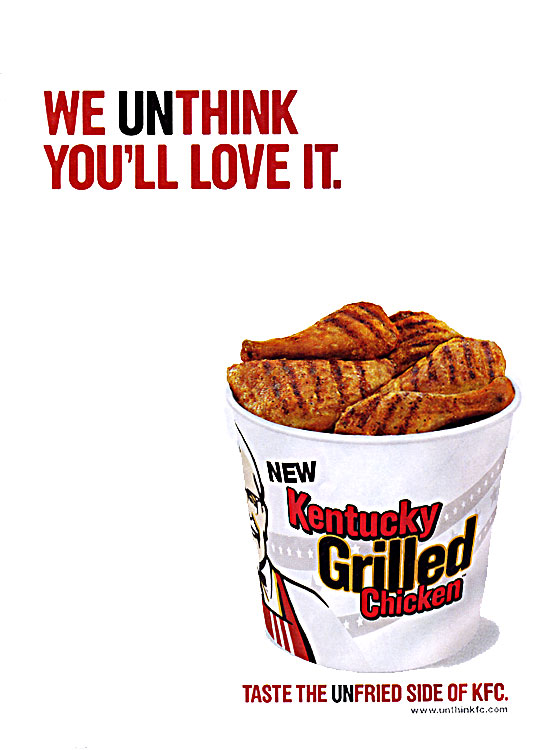 WE UNTHINK
YOU'LL LOVE IT.
NEW
Kentucky
Grilled
Chicken
TASTE THE UNFRIED SIDE OF KFC.
www.unthinkfc.com